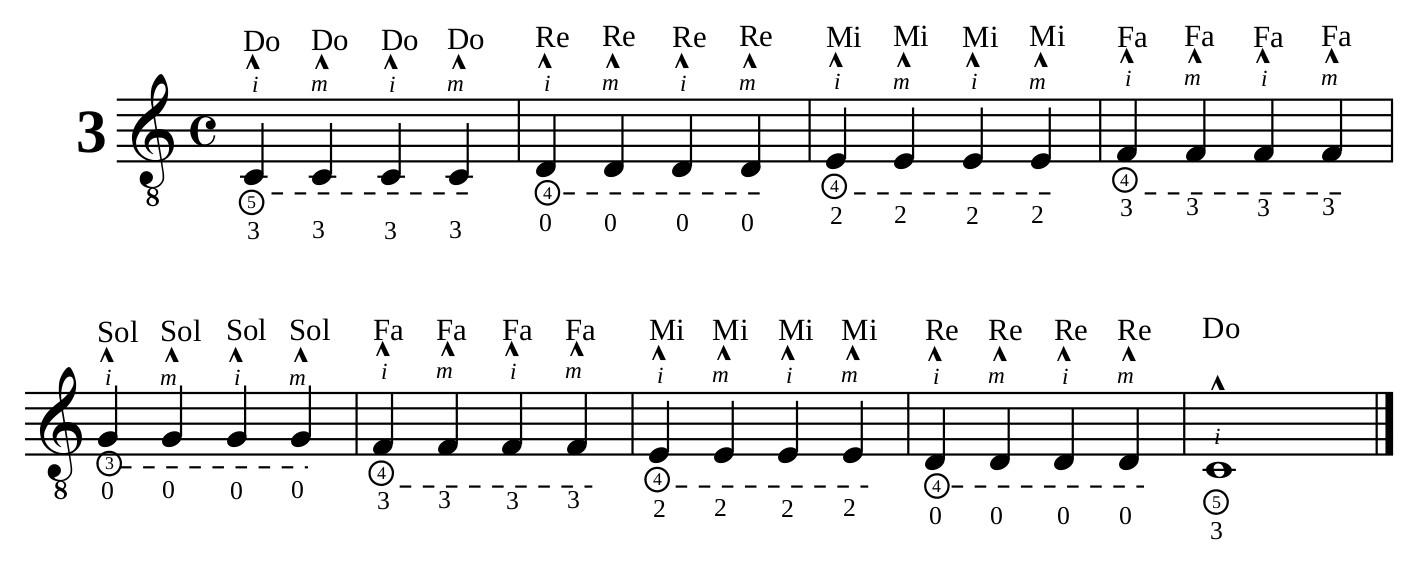 Do Do Do Do Re Re Re Re Mi Mi Mi Mi Fa Fa Fa Fa
i m i m i m i m i m i m i m i m
3
8
5 4 4 4
3 3 3 3 0 0 0 0 2 2 2 2 3 3 3 3
Sol Sol Sol Sol Fa Fa Fa Fa Mi Mi Mi Mi Re Re Re Re Do
i m i m i m i m i m i m i m i m i
8
3 4 4 4 5
0 0 0 0 3 3 3 3 2 2 2 2 0 0 0 0 3